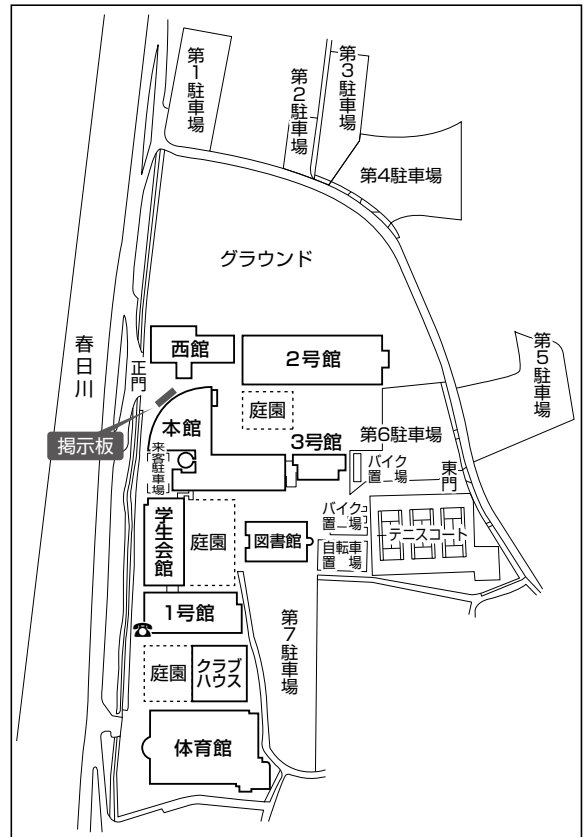 第1駐車場
第2駐車場
第3駐車場
第4駐車場
グラウンド
春日川
正門
西館
2号館
第5駐車場
掲示板
本館
庭園
3号館
第6駐車場
来客駐車場
バイク
置場
東門
学生会館
庭園
図書館
バイク
置場
テニスコート
自転車
置場
1号館
第7駐車場
庭園
クラブ
ハウス
体育館